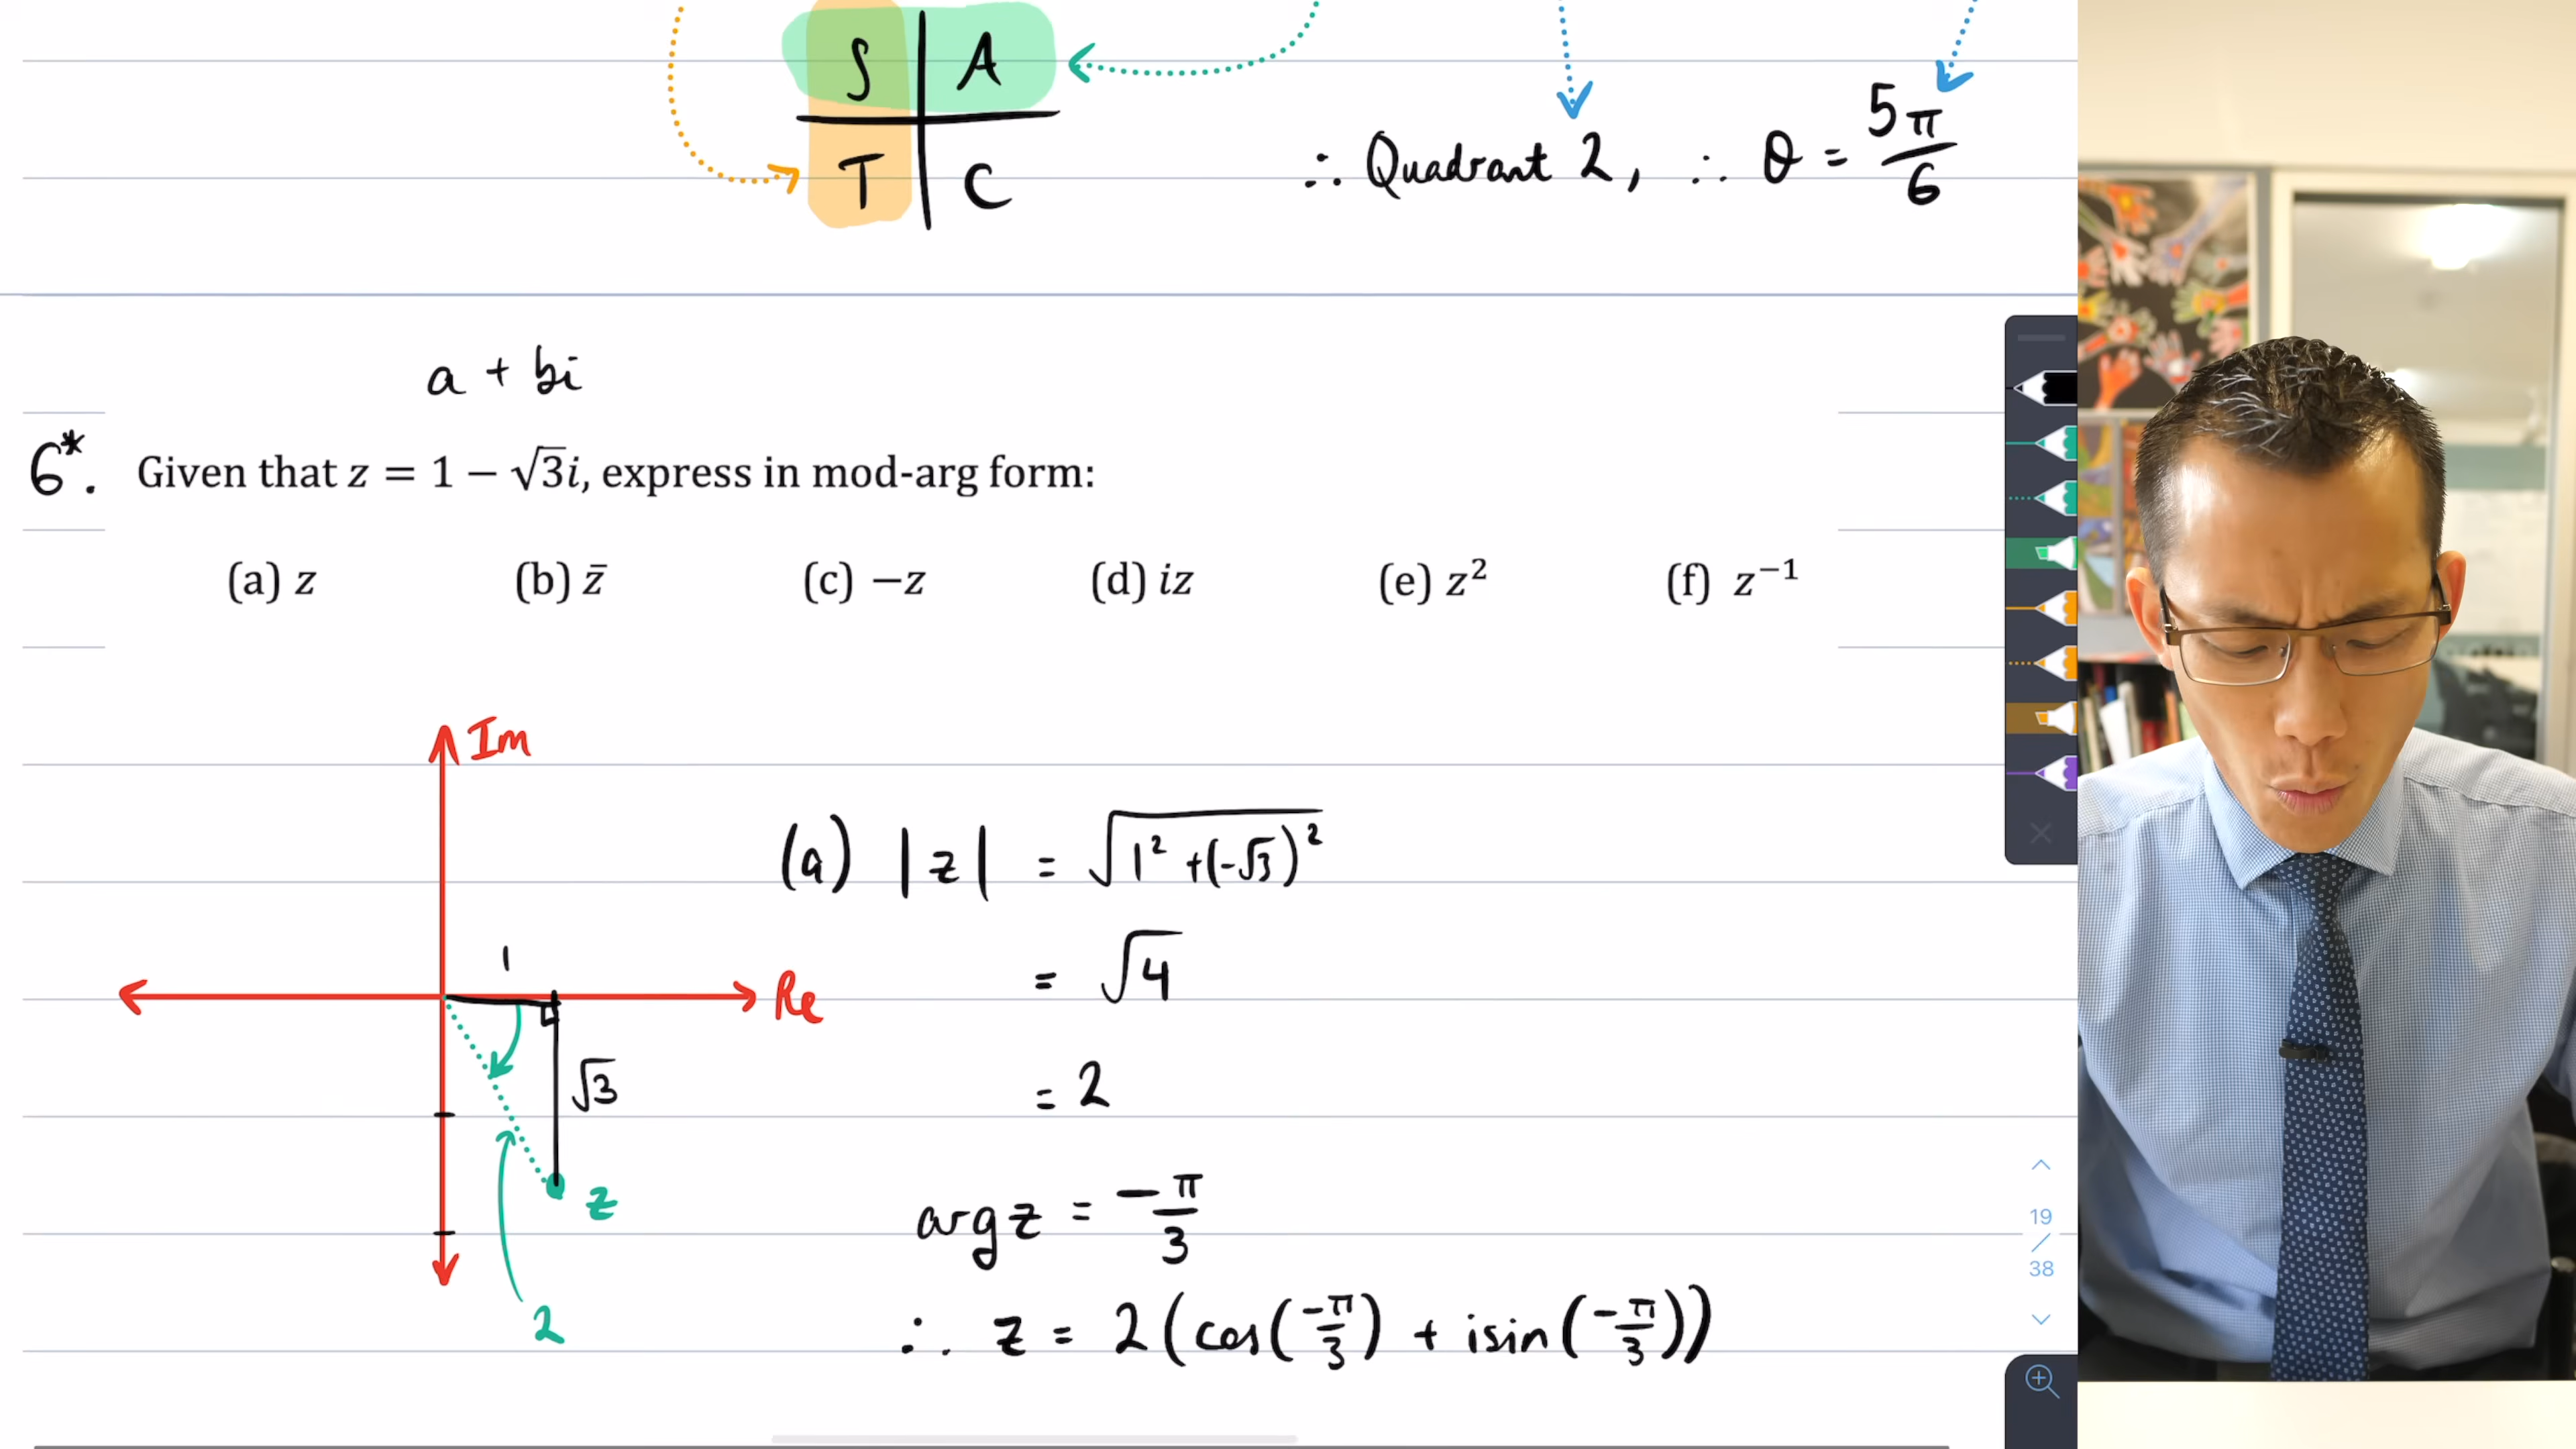 S A
T C
∴ Quadrant 2, ∴ θ = 5π/6
a + bi
6*. Given that z = 1 − √3i, express in mod-arg form:
(a) z (b) z̄ (c) −z (d) iz (e) z² (f) z⁻¹
Im
Re
1
√3
z
2
(a) |z| = √(1² + (-√3)²)
= √4
= 2
arg z = -π/3
∴ z = 2(cos(-π/3) + isin(-π/3))
19
/
38